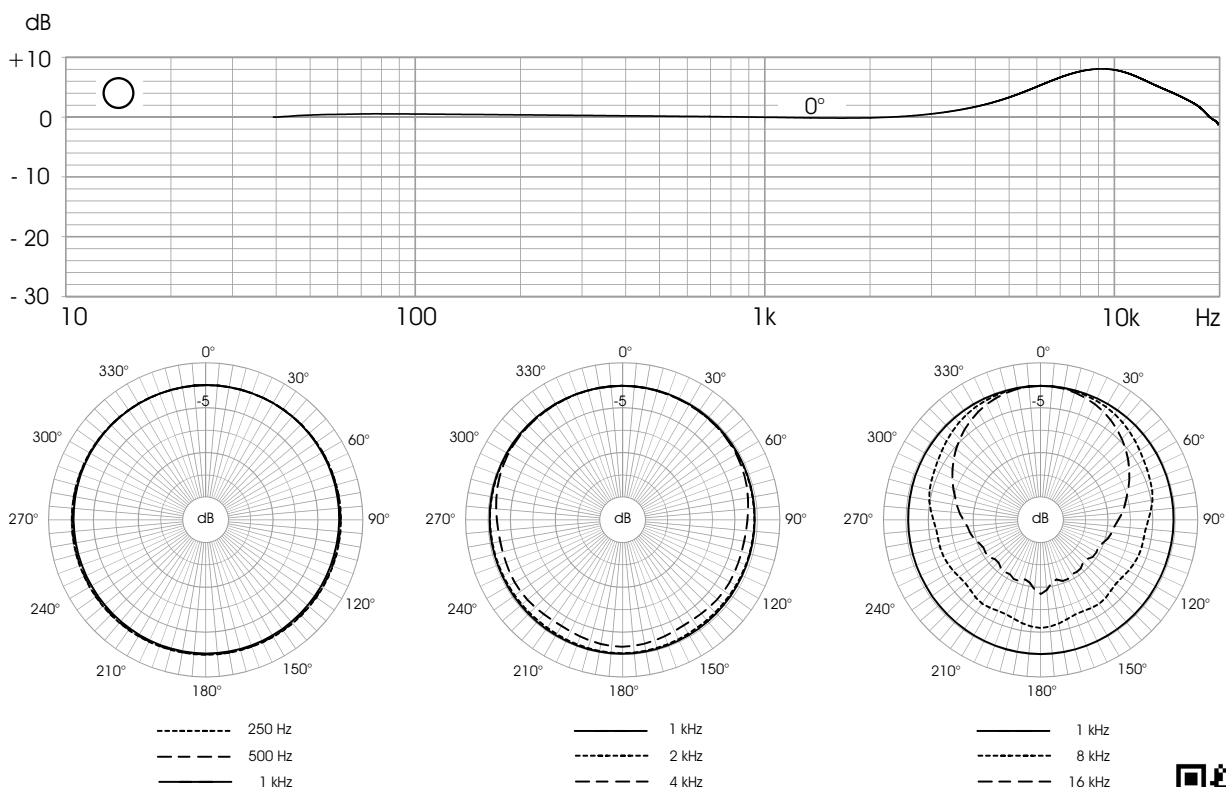 dB
+10
0
- 10
- 20
- 30
0°
10 100 1k 10k Hz
0° 0° 0°
330° 30° 330° 30° 330° 30°
-5 -5 -5
300° 60° 300° 60° 300° 60°
270° dB 90° 270° dB 90° 270° dB 90°
240° 120° 240° 120° 240° 120°
210° 150° 210° 150° 210° 150°
180° 180° 180°
250 Hz 1 kHz 1 kHz
500 Hz 2 kHz 8 kHz
1 kHz 4 kHz 16 kHz